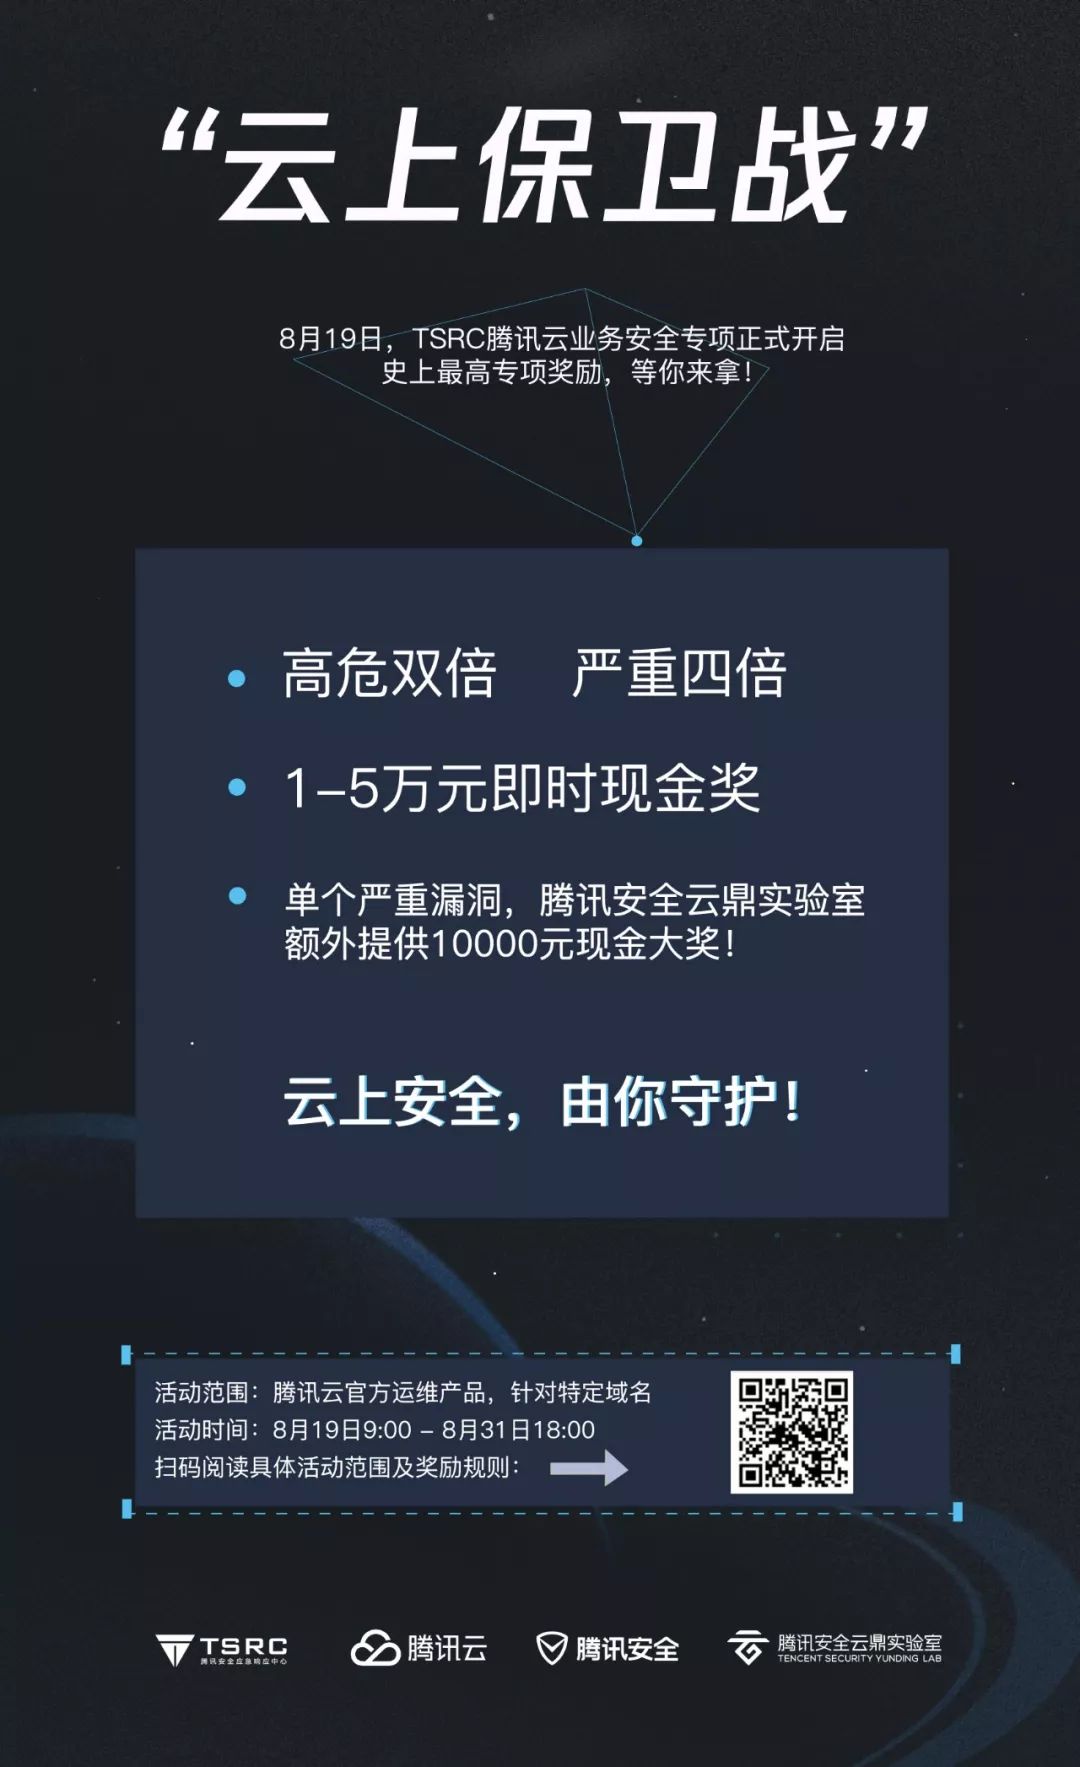 “云上保卫战”
8月19日，TSRC腾讯云业务安全专项正式开启
史上最高专项奖励，等你来拿！
高危双倍 严重四倍
1-5万元即时现金奖
单个严重漏洞，腾讯安全云鼎实验室
额外提供10000元现金大奖！
云上安全，由你守护！
活动范围：腾讯云官方运维产品，针对特定域名
活动时间：8月19日9:00 - 8月31日18:00
扫码阅读具体活动范围及奖励规则：
TSRC
腾讯安全应急响应中心
腾讯云
腾讯安全
腾讯安全云鼎实验室
TENCENT SECURITY YUNDING LAB